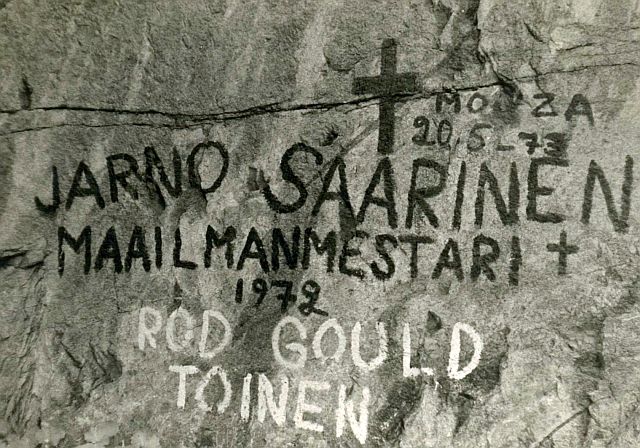 MONZA
20.5-73
JARNO SAARINEN
MAAILMANMESTARI
1972
ROD GOULD
TOINEN